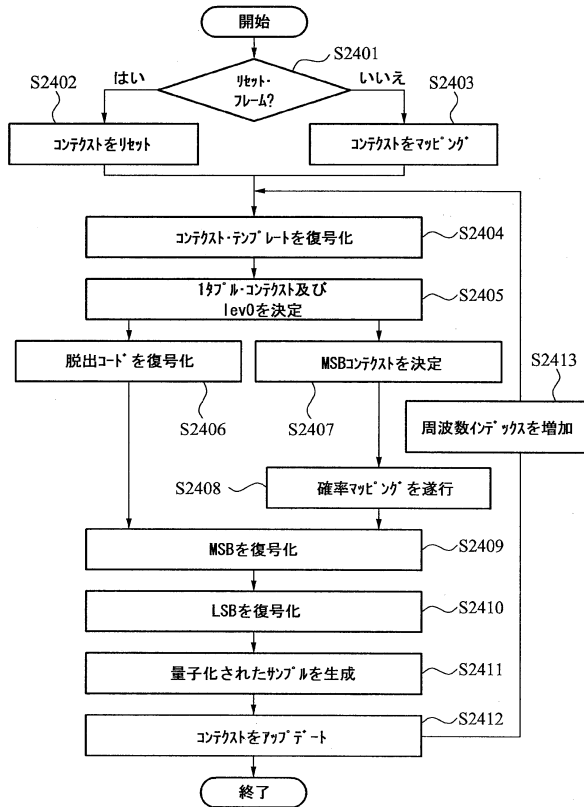 開始
S2401
リセット・
フレーム?
はい
いいえ
S2402
S2403
コンテクストをリセット
コンテクストをマッピング
コンテクスト・テンプレートを復号化
S2404
1タプル・コンテクスト及び
lev0を決定
S2405
脱出コードを復号化
MSBコンテクストを決定
S2413
S2406
S2407
周波数インデックスを増加
S2408
確率マッピングを遂行
MSBを復号化
S2409
LSBを復号化
S2410
量子化されたサンプルを生成
S2411
S2412
コンテクストをアップデート
終了